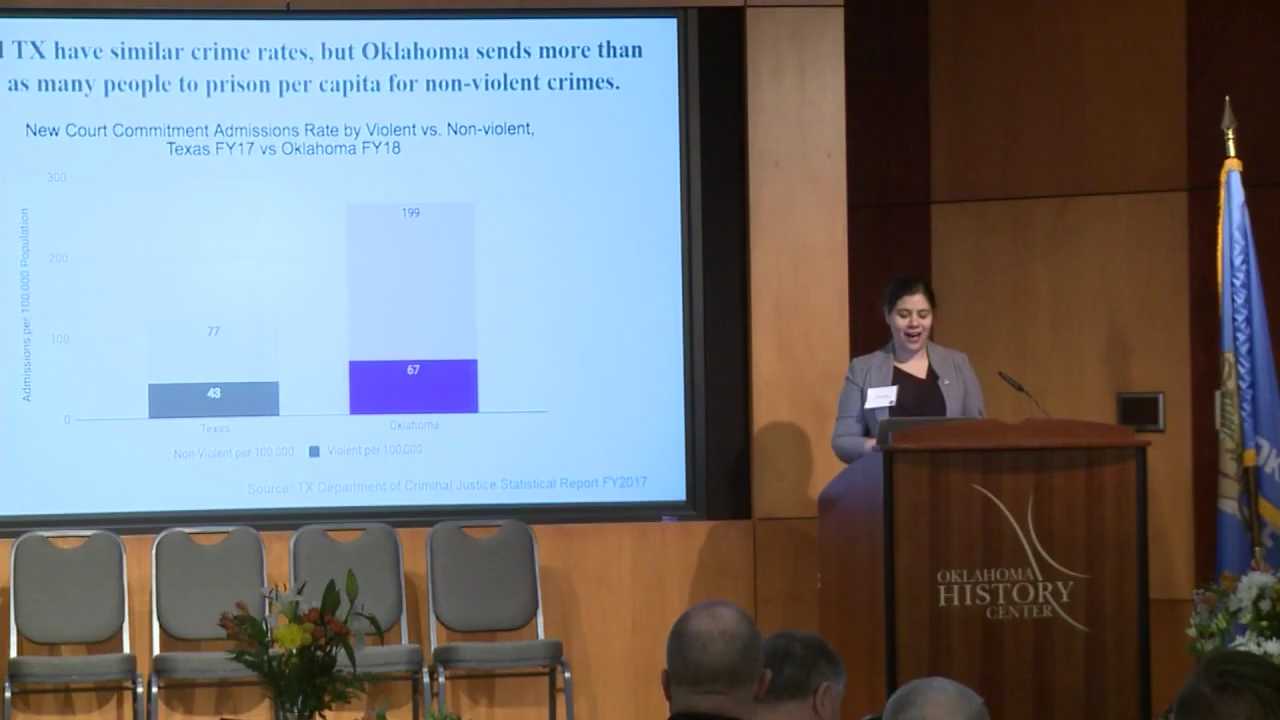 TX have similar crime rates, but Oklahoma sends more than
as many people to prison per capita for non-violent crimes.
New Court Commitment Admissions Rate by Violent vs. Non-violent,
Texas FY17 vs Oklahoma FY18
Admissions per 100,000 Population
300
200
100
0
77
43
199
67
Texas
Oklahoma
Non Violent per 100,000
Violent per 100,000
Source: TX Department of Criminal Justice Statistical Report FY2017
OKLAHOMA
HISTORY
CENTER